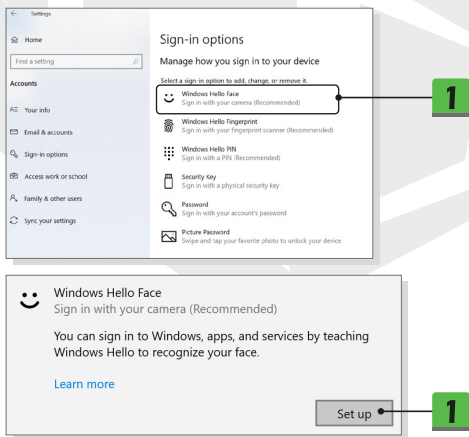 Settings
Home
Find a setting
Accounts
Your info
Email & accounts
Sign-in options
Access work or school
Family & other users
Sync your settings
Sign-in options
Manage how you sign in to your device
Select a sign-in option to add, change, or remove it.
Windows Hello Face
Sign in with your camera (Recommended)
Windows Hello Fingerprint
Sign in with your fingerprint scanner (Recommended)
Windows Hello PIN
Sign in with a PIN (Recommended)
Security Key
Sign in with a physical security key
Password
Sign in with your account's password
Picture Password
Swipe and tap your favorite photo to unlock your device
1
Windows Hello Face
Sign in with your camera (Recommended)
You can sign in to Windows, apps, and services by teaching
Windows Hello to recognize your face.
Learn more
Set up
1